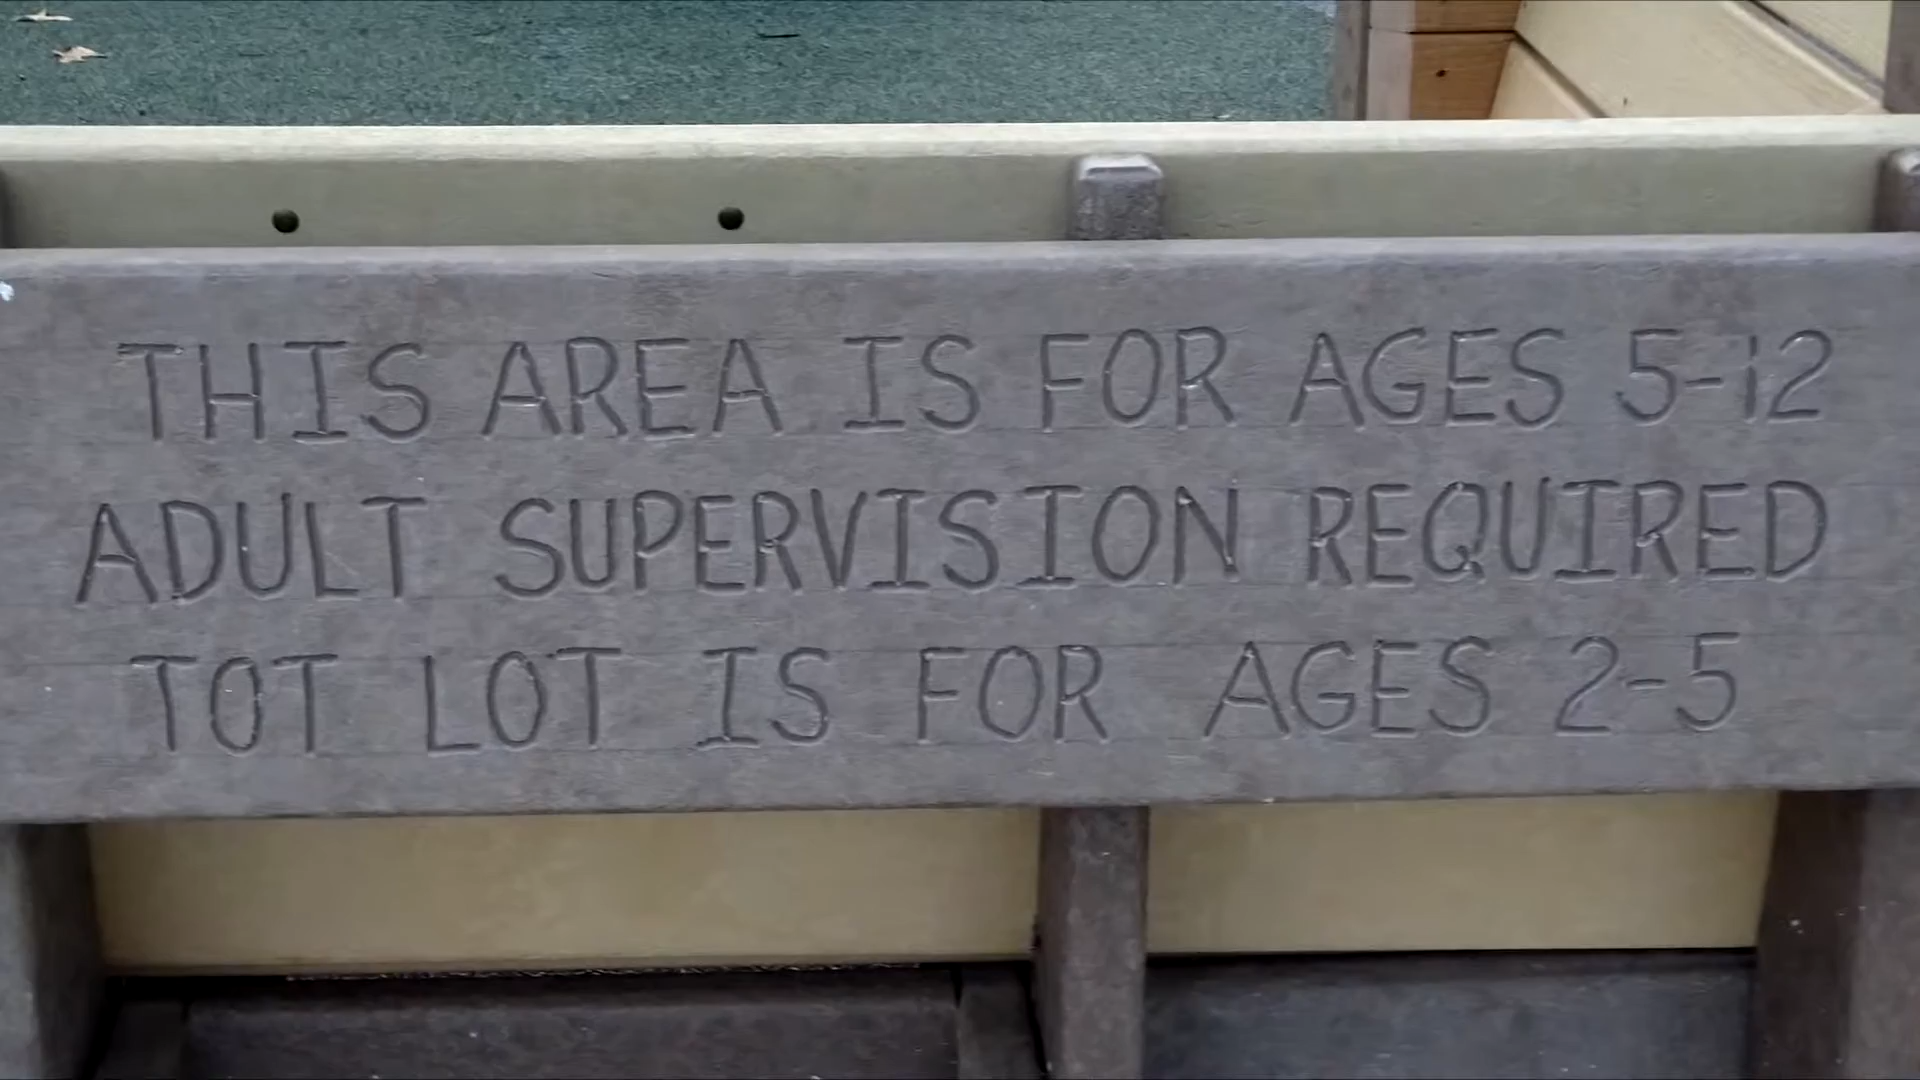 THIS AREA IS FOR AGES 5-12
ADULT SUPERVISION REQUIRED
TOT LOT IS FOR AGES 2-5